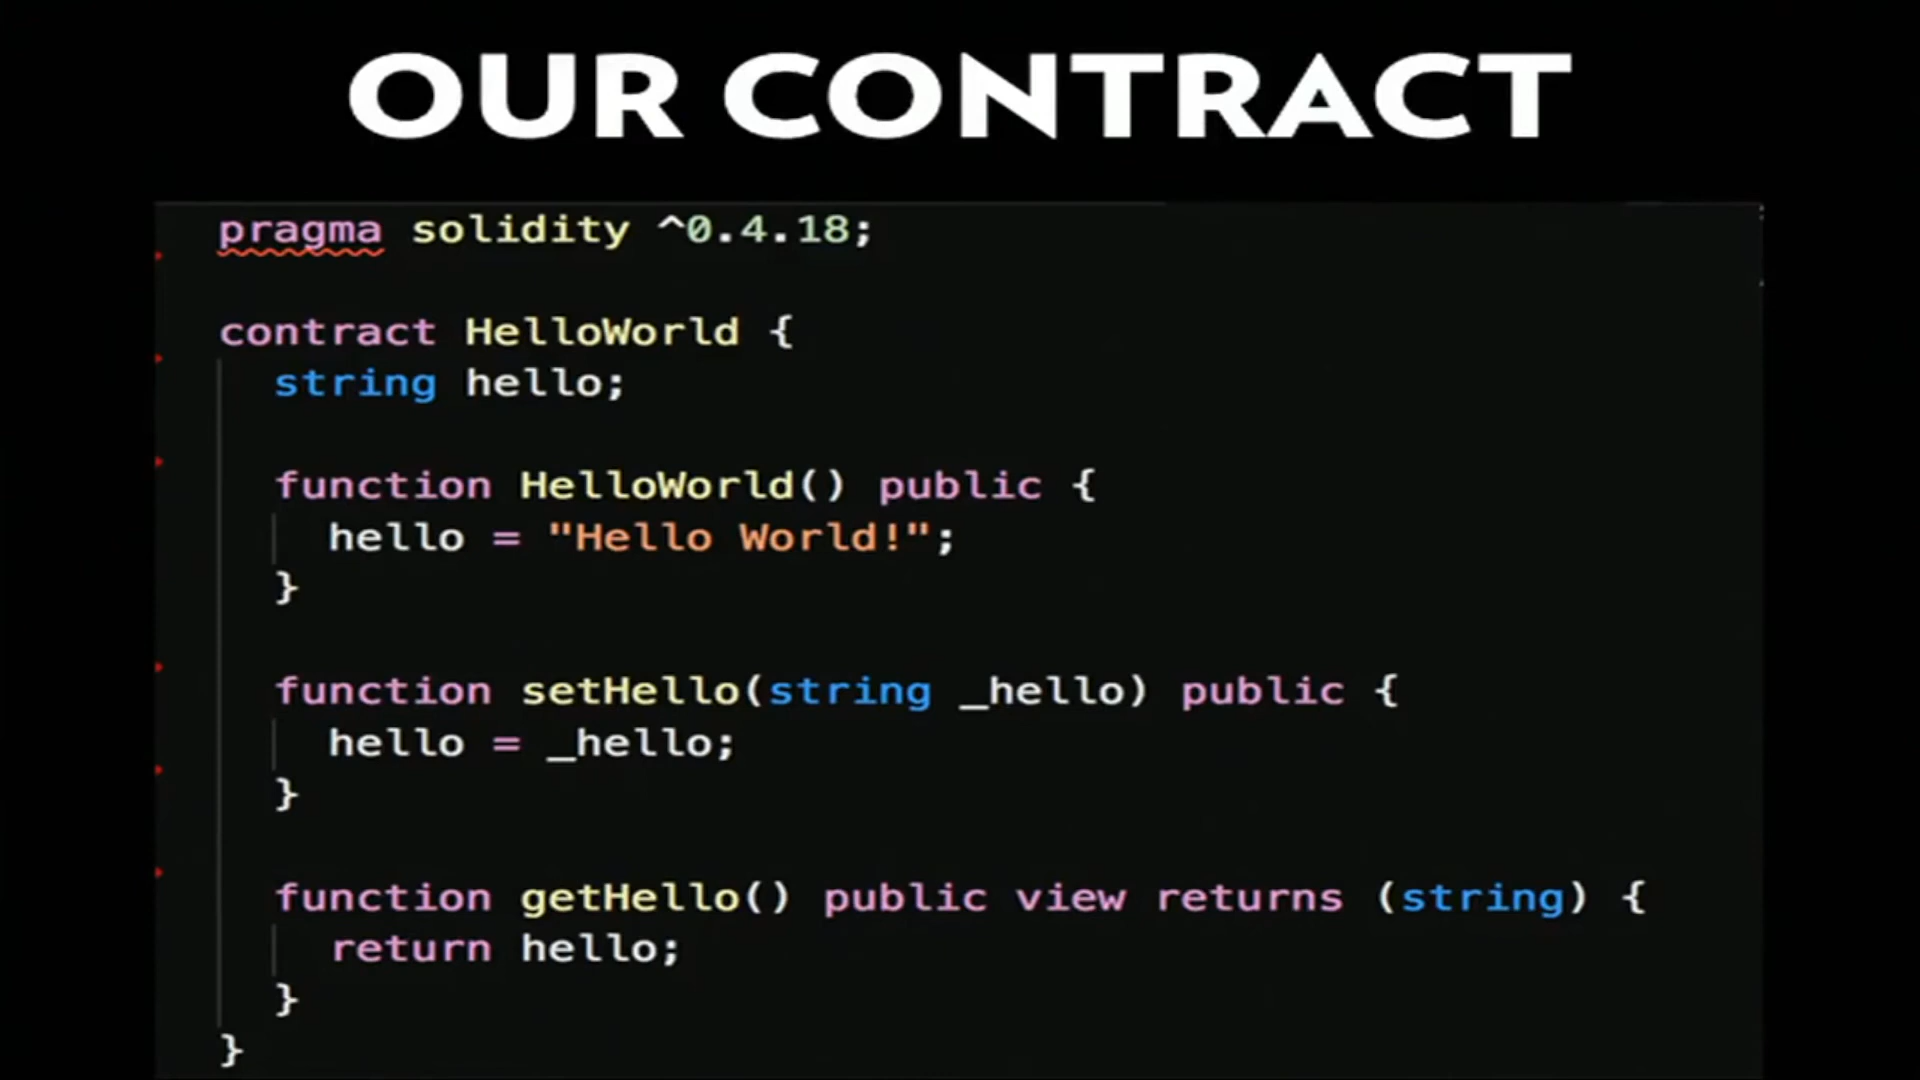 OUR CONTRACT
pragma solidity ^0.4.18;
contract HelloWorld {
string hello;
function HelloWorld() public {
hello = "Hello World!";
}
function setHello(string _hello) public {
hello = _hello;
}
function getHello() public view returns (string) {
return hello;
}
}